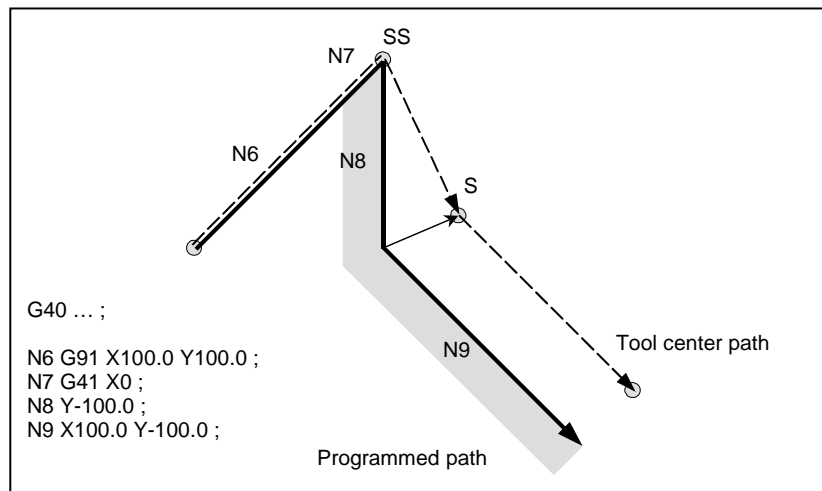 SS
N7
N6
N8
S
G40 … ;
N9
Tool center path
N6 G91 X100.0 Y100.0 ;
N7 G41 X0 ;
N8 Y-100.0 ;
N9 X100.0 Y-100.0 ;
Programmed path